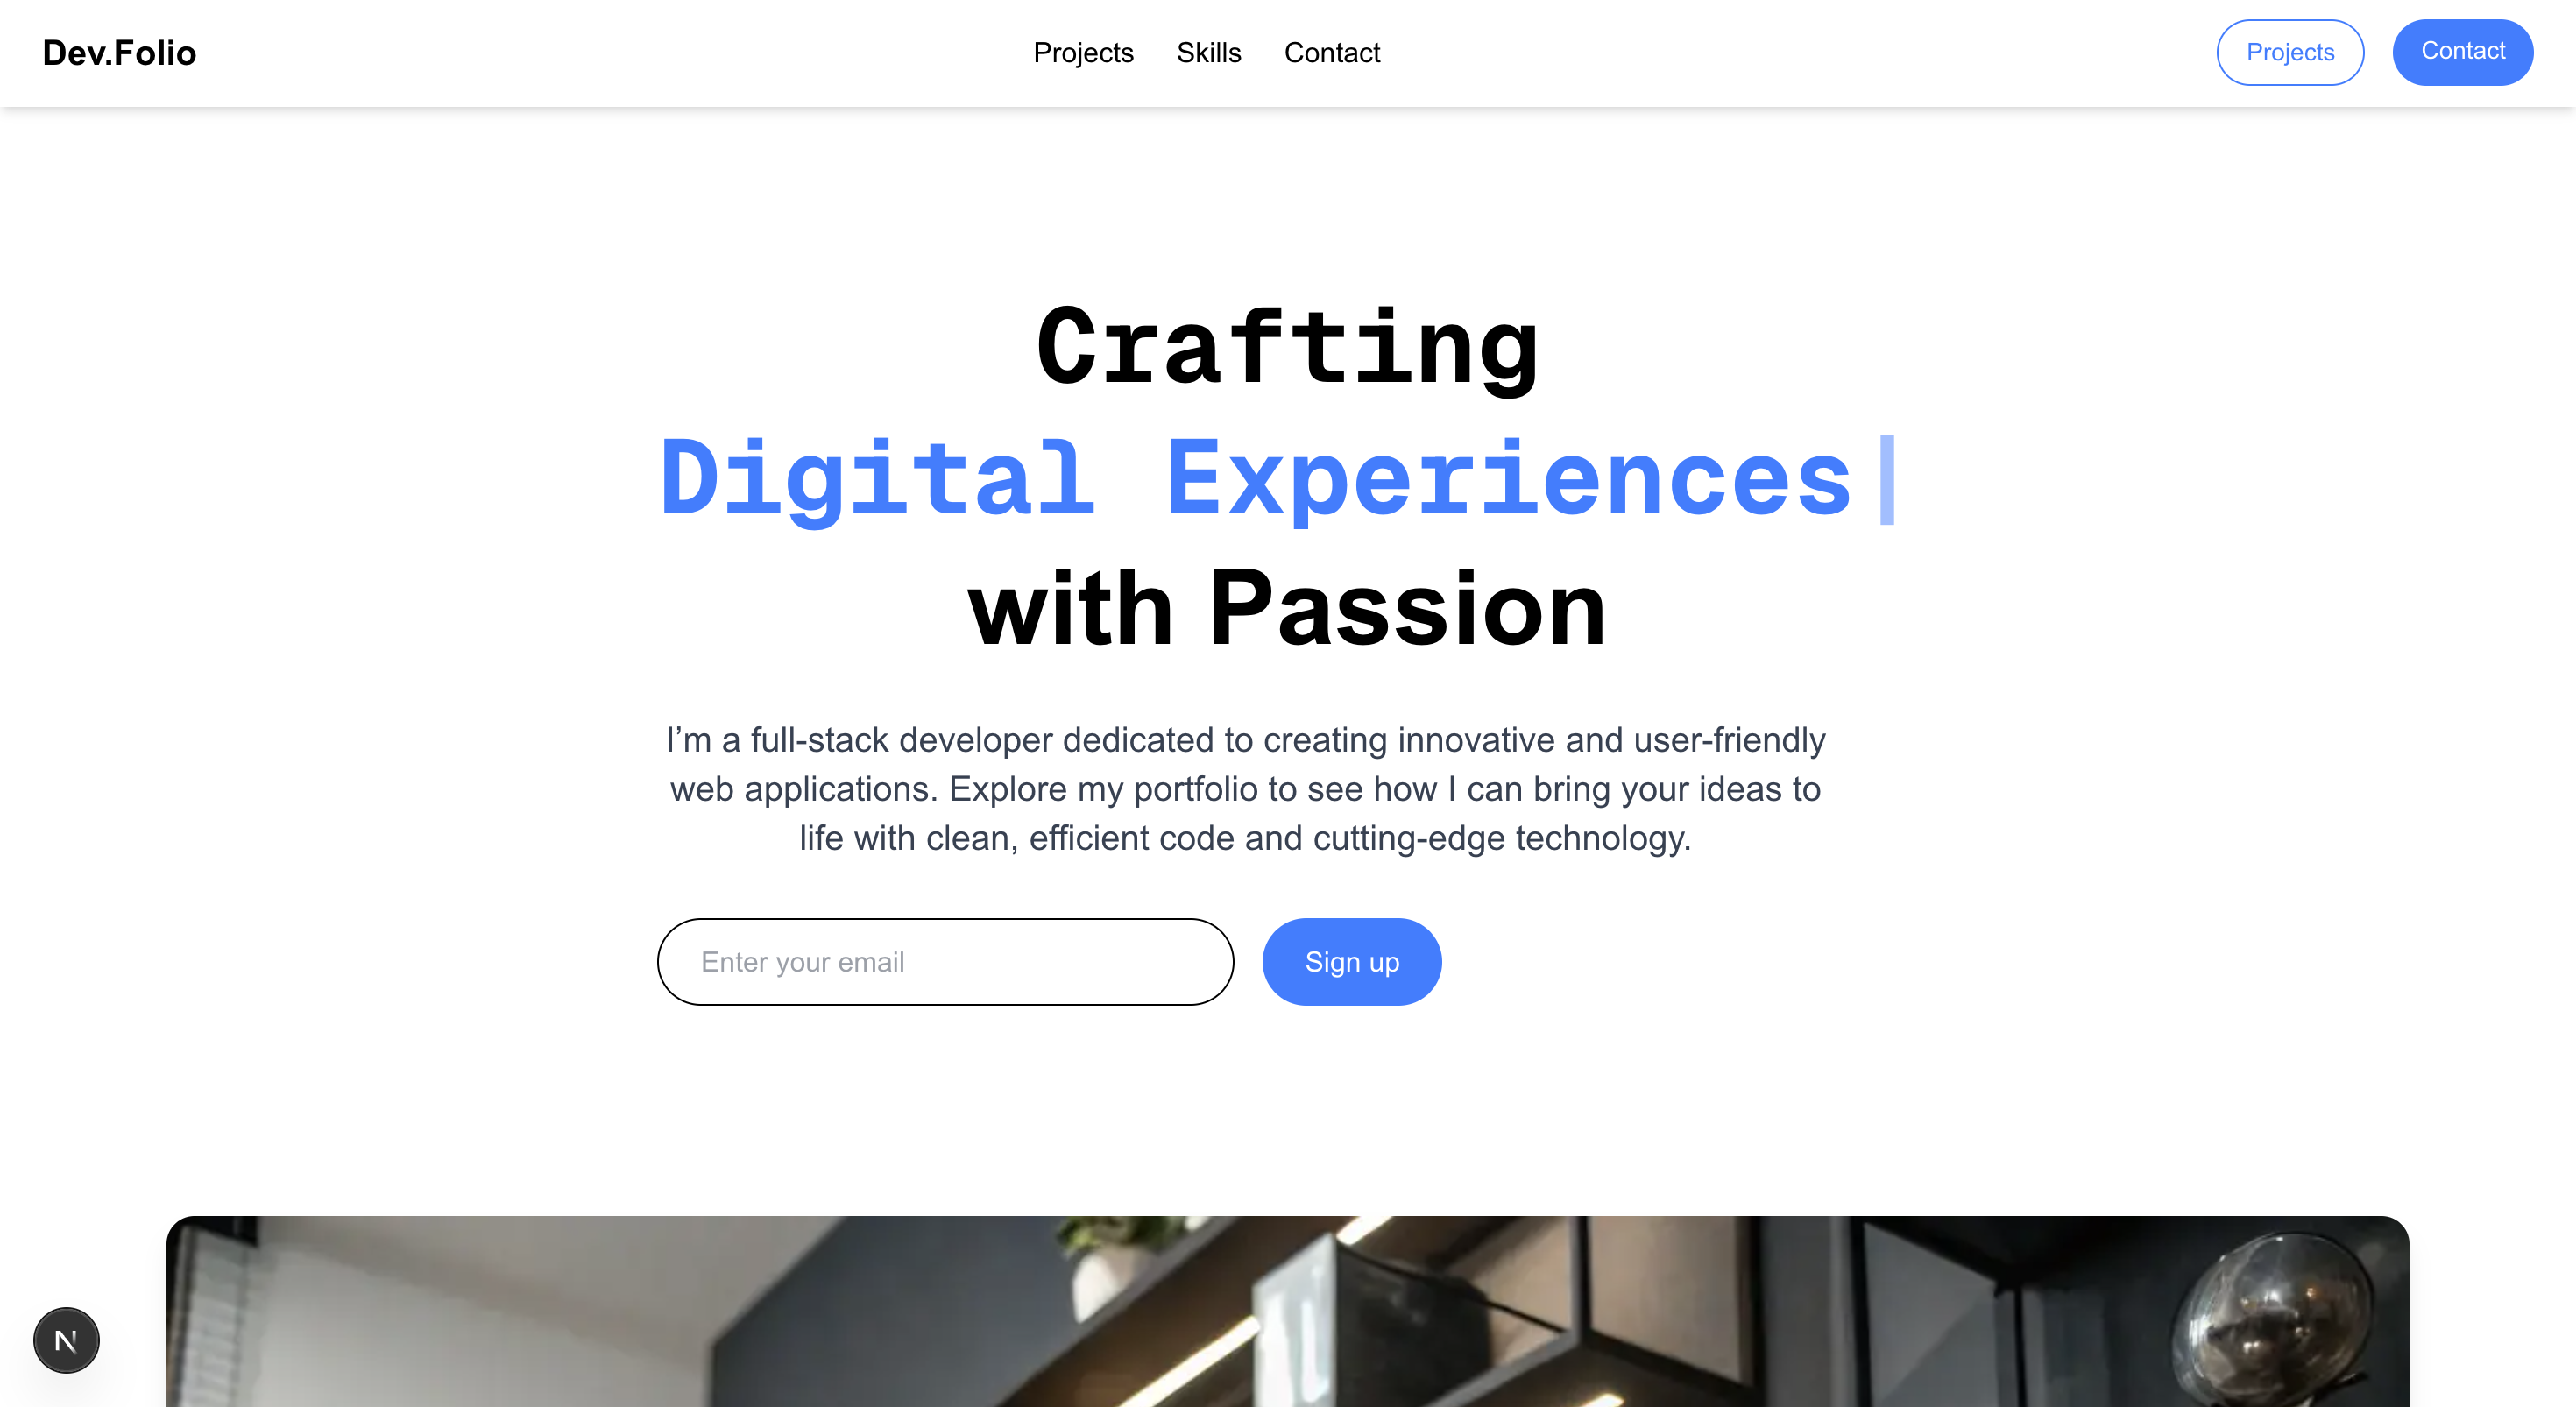 Dev.Folio
Projects Skills Contact
Projects
Contact
Crafting
Digital Experiences|
with Passion
I’m a full-stack developer dedicated to creating innovative and user-friendly
web applications. Explore my portfolio to see how I can bring your ideas to
life with clean, efficient code and cutting-edge technology.
Enter your email
Sign up
N